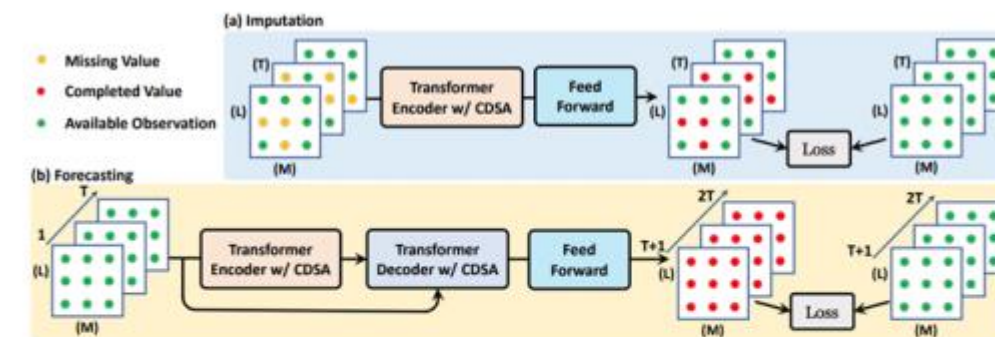 (a) Imputation
Missing Value
Completed Value
Available Observation
(T)
(L)
(M)
Transformer
Encoder w/ CDSA
Feed
Forward
(T)
(L)
(M)
Loss
(T)
(L)
(M)
(b) Forecasting
T
1
(L)
(M)
Transformer
Encoder w/ CDSA
Transformer
Decoder w/ CDSA
Feed
Forward
2T
T+1
(L)
(M)
Loss
2T
T+1
(L)
(M)